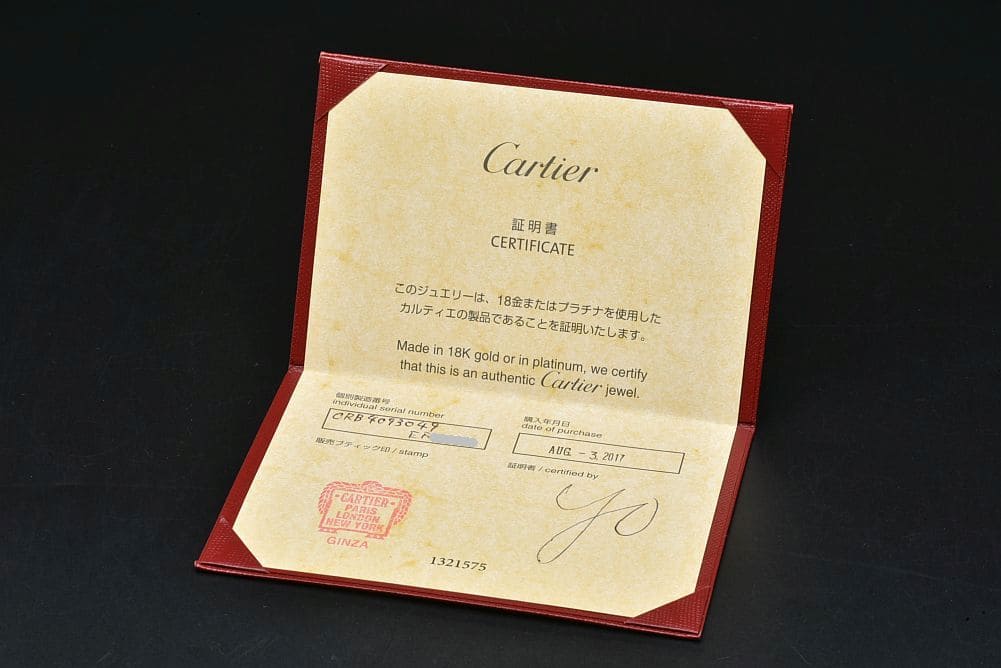 Cartier
証明書
CERTIFICATE
このジュエリーは、18金またはプラチナを使用した
カルティエの製品であることを証明いたします。
Made in 18K gold or in platinum, we certify
that this is an authentic Cartier jewel.
個別製造番号
individual serial number
CRB4093049
販売ブティック印 / stamp
購入年月日
date of purchase
AUG. - 3. 2017
証明者 / certified by
CARTIER
PARIS
LONDON
NEW YORK
GINZA
1321575